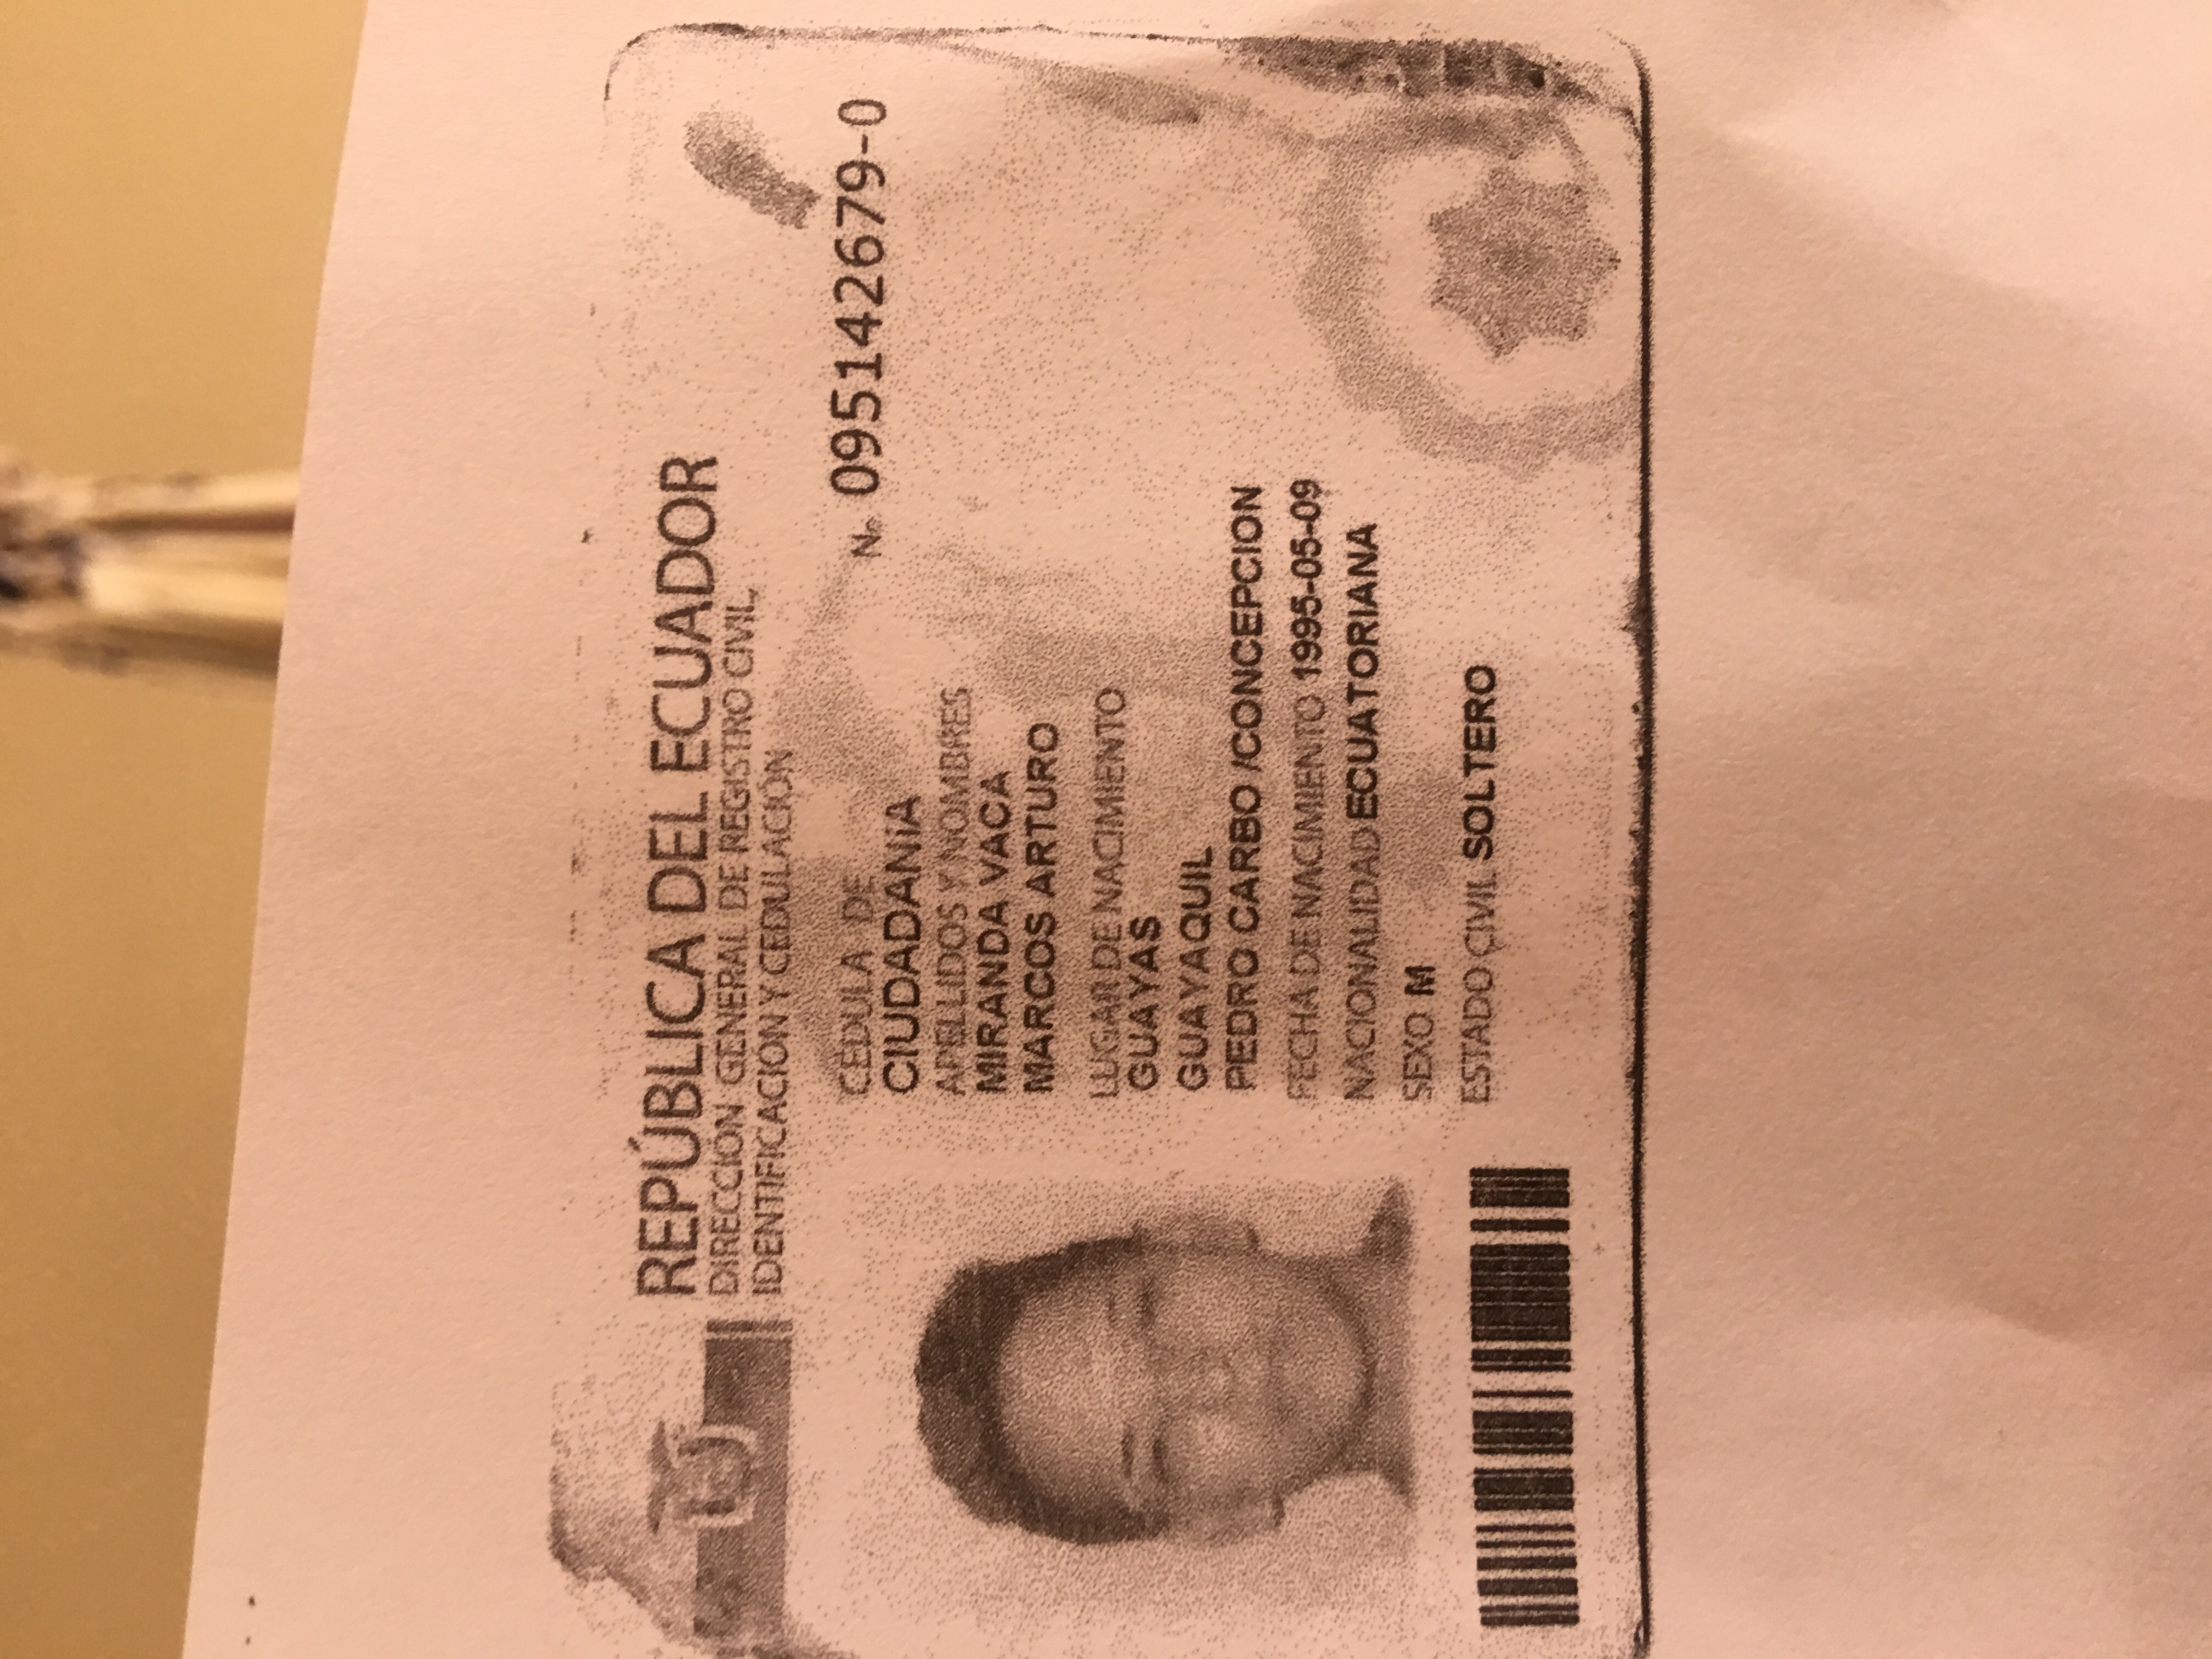 REPÚBLICA DEL ECUADOR
DIRECCIÓN GENERAL DE REGISTRO CIVIL,
IDENTIFICACIÓN Y CEDULACIÓN
CÉDULA DE
CIUDADANíA
No 095142679-0
APELLIDOS Y NOMBRES
MIRANDA VACA
MARCOS ARTURO
LUGAR DE NACIMIENTO
GUAYAS
GUAYAQUIL
PEDRO CARBO /CONCEPCION
FECHA DE NACIMIENTO 1995-05-09
NACIONALIDAD ECUATORIANA
SEXO M
ESTADO CIVIL SOLTERO